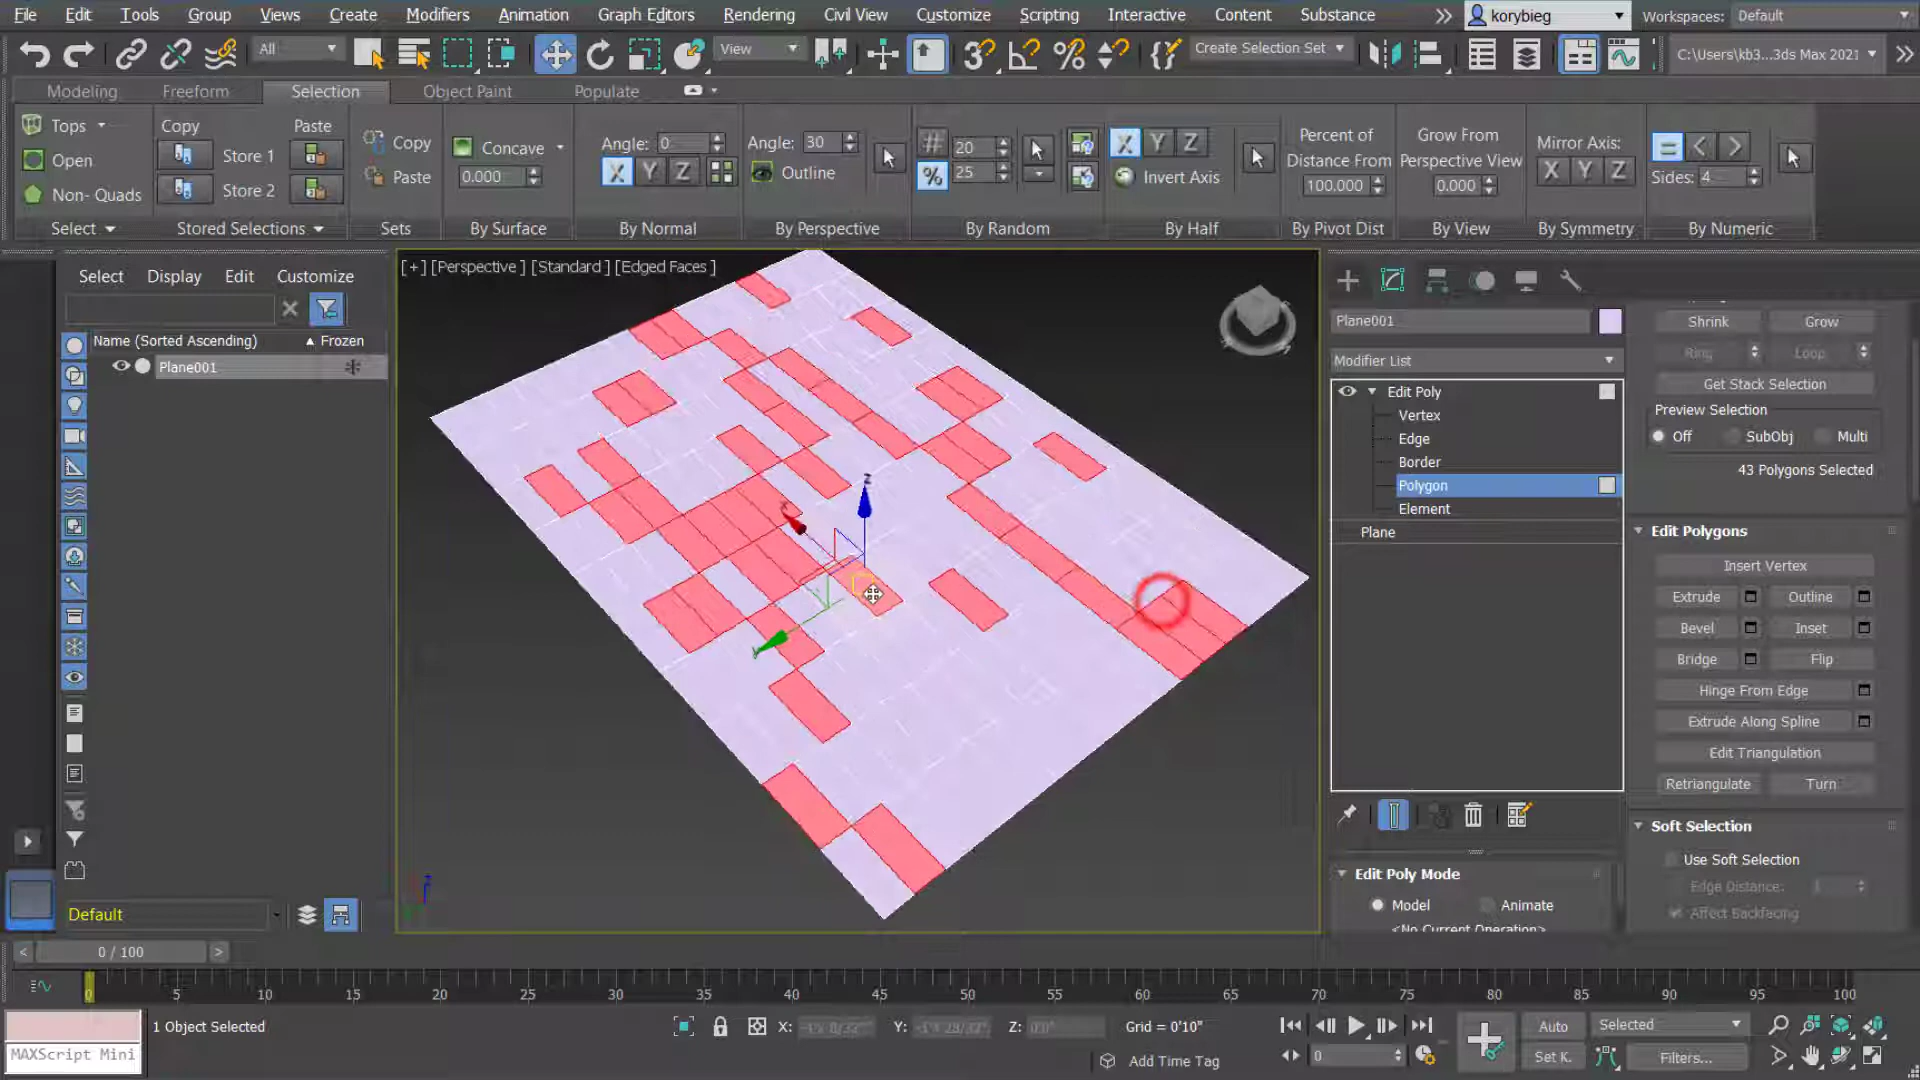 File Edit Tools Group Views Create Modifiers Animation Graph Editors Rendering Civil View Customize Scripting Interactive Content Substance korybieg Workspaces: Default
All View Create Selection Set C:\Users\kb3...3ds Max 2021
Modeling Freeform Selection Object Paint Populate
Tops Copy Paste Copy Concave Angle: 0 Angle: 30 20 X Y Z Percent of Grow From Mirror Axis:
Open Store 1 Paste 0.000 X Y Z Outline 25 Invert Axis Distance From Perspective View X Y Z Sides: 4
Non- Quads Store 2 100.000 0.000
Select Stored Selections Sets By Surface By Normal By Perspective By Random By Half By Pivot Dist By View By Symmetry By Numeric
Select Display Edit Customize
Name (Sorted Ascending) Frozen
Plane001
Default
[+] [Perspective] [Standard] [Edged Faces]
z
Plane001
Modifier List
Edit Poly
Vertex
Edge
Border
Polygon
Element
Plane
Edit Poly Mode
Model Animate
<No Current Operation>
Shrink Grow
Ring Loop
Get Stack Selection
Preview Selection
Off SubObj Multi
43 Polygons Selected
Edit Polygons
Insert Vertex
Extrude Outline
Bevel Inset
Bridge Flip
Hinge From Edge
Extrude Along Spline
Edit Triangulation
Retriangulate Turn
Soft Selection
Use Soft Selection
Edge Distance: 1
Affect Backfacing
0 / 100
0 5 10 15 20 25 30 35 40 45 50 55 60 65 70 75 80 85 90 95 100
1 Object Selected X: Y: Z: 0'0" Grid = 0'10" Auto Selected
MAXScript Mini Add Time Tag 0 Set K. Filters...